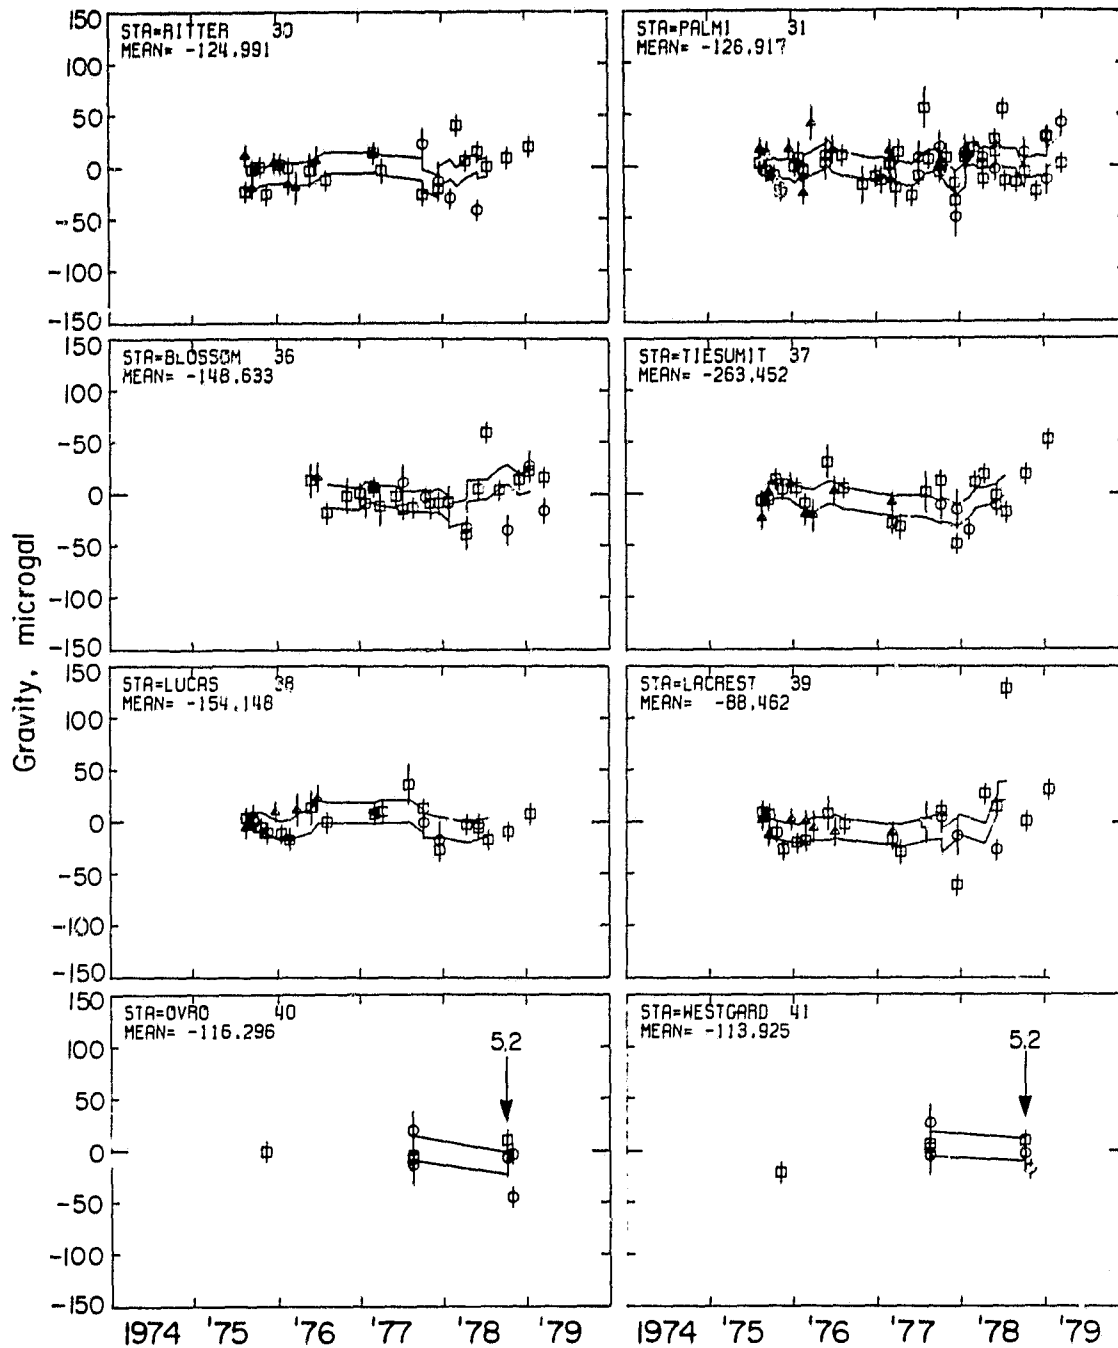 150
100
50
0
-50
-100
-150
STA=RITTER 30
MEAN= -124.991
STA=PALM1 31
MEAN= -126.917
150
100
-50
0
-50
-100
-150
STA=BLOSSOM 36
MEAN= -148.633
STA=TIESUMIT 37
MEAN= -263.452
Gravity, microgal
150
100
50
0
-50
-100
-150
STA=LUCAS 38
MEAN= -154.148
STA=LACREST 39
MEAN= -88.462
150
100
50
0
-50
-100
-150
STA=OVRO 40
MEAN= -116.296
5.2
STA=WESTGARD 41
MEAN= -113.925
5.2
1974 '75 '76 '77 '78 '79
1974 '75 '76 '77 '78 '79